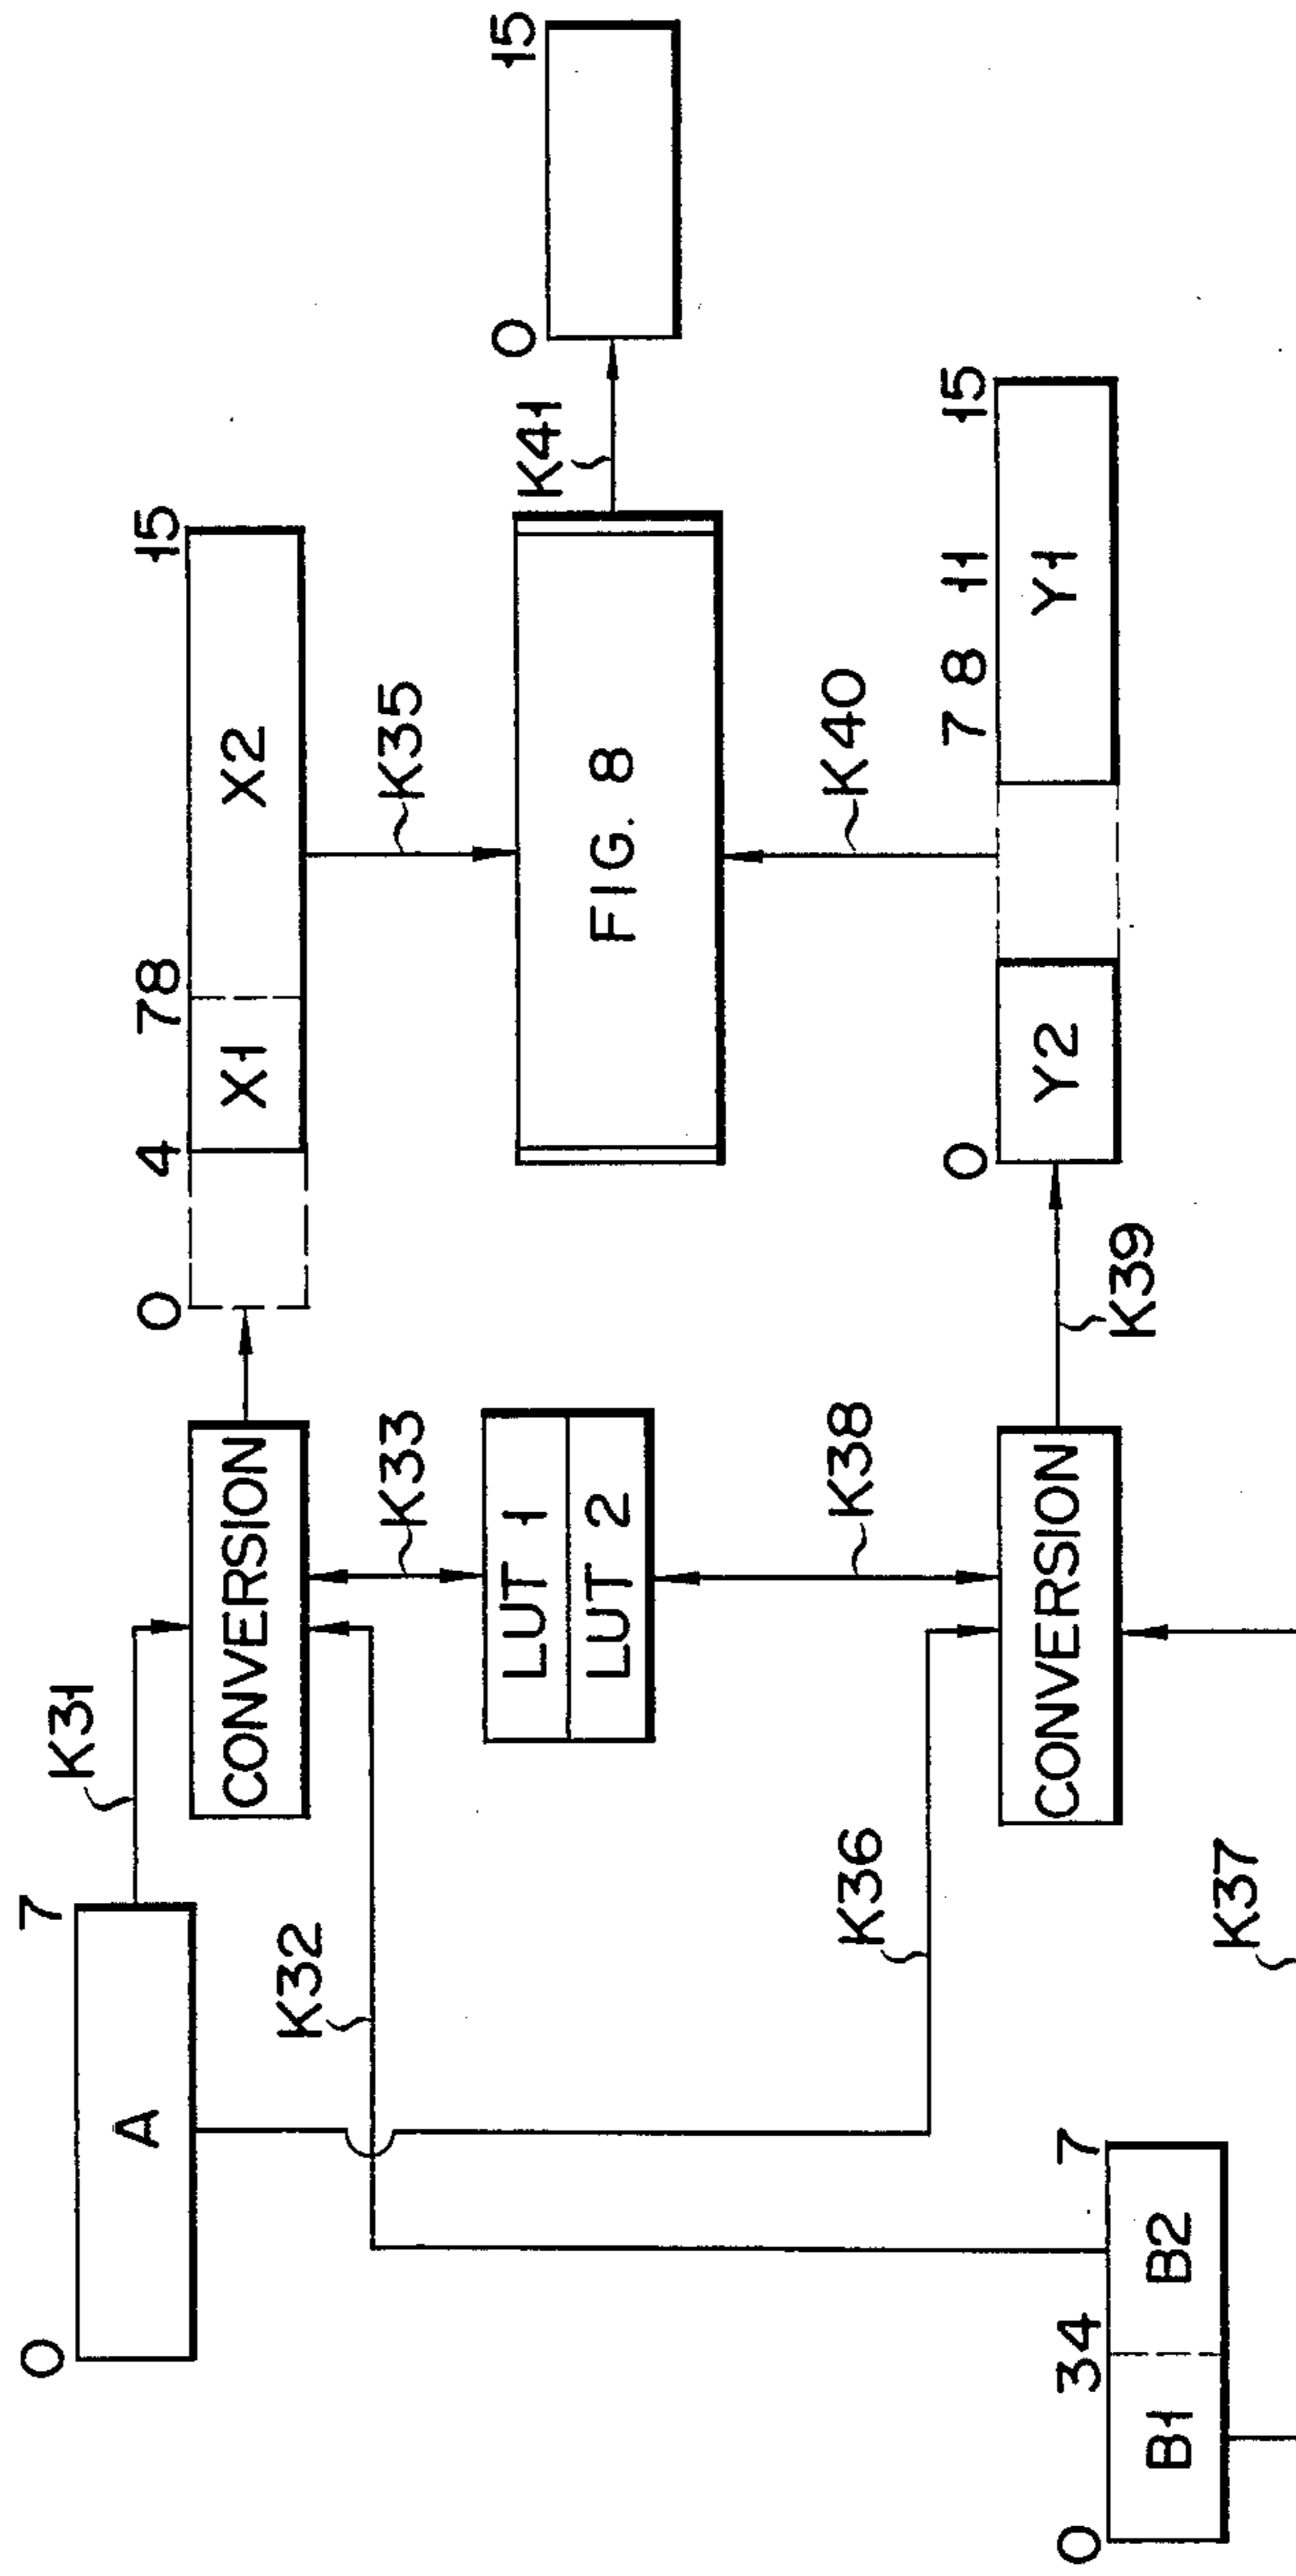 0 7
A
K31
K32
CONVERSION
K33
LUT 1
LUT 2
0 4 78 15
X1 X2
K35
FIG. 8
K41
0 15
K36
K38
CONVERSION
K39
K40
0 7 8 11 15
Y2 Y1
0 34 7
B1 B2
K37